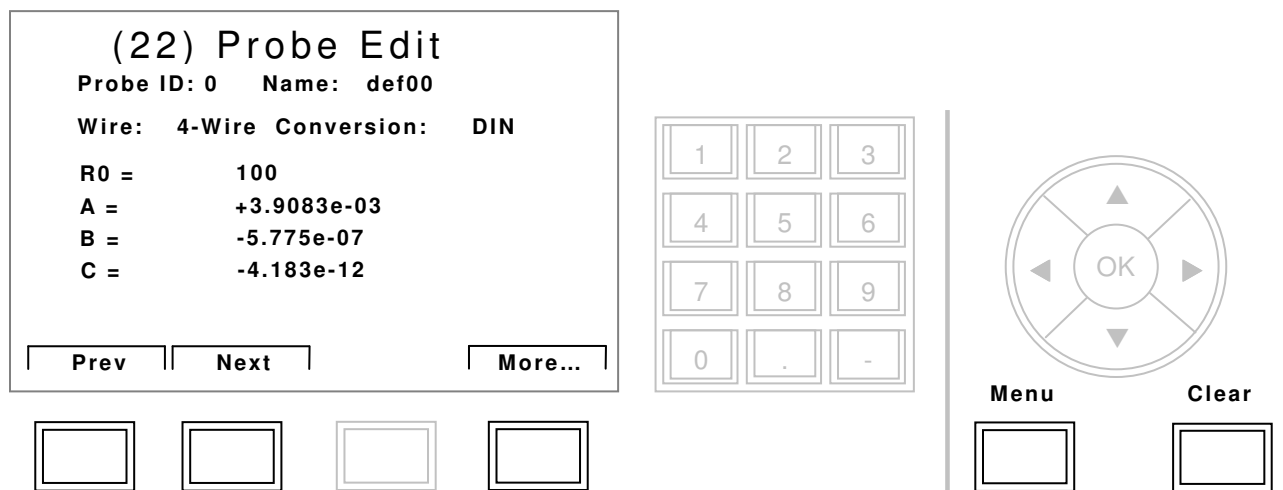 (22) Probe Edit
Probe ID: 0 Name: def00
Wire: 4-Wire Conversion: DIN
R0 = 100
A = +3.9083e-03
B = -5.775e-07
C = -4.183e-12
Prev Next More...
1 2 3
4 5 6
7 8 9
0 . -
OK
Menu Clear